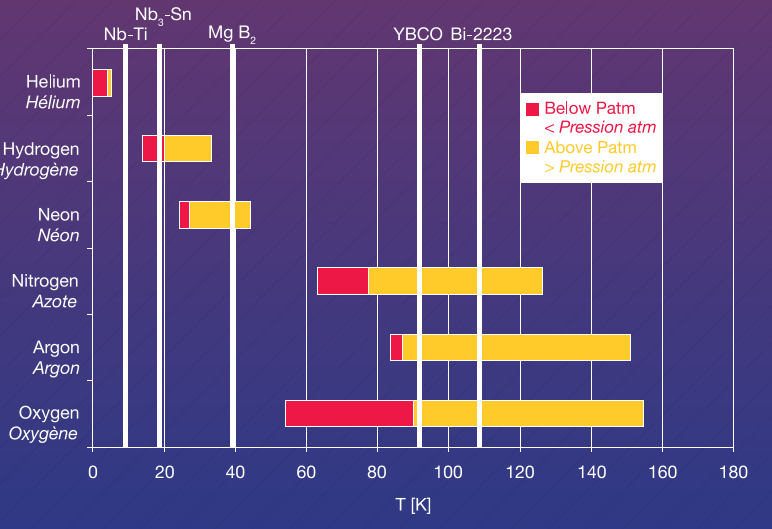 Nb₃-Sn
Nb-Ti
Mg B₂
YBCO Bi-2223
Helium
Hélium
Hydrogen
Hydrogène
Neon
Néon
Nitrogen
Azote
Argon
Argon
Oxygen
Oxygène
Below Patm
< Pression atm
Above Patm
> Pression atm
0 20 40 60 80 100 120 140 160 180
T [K]